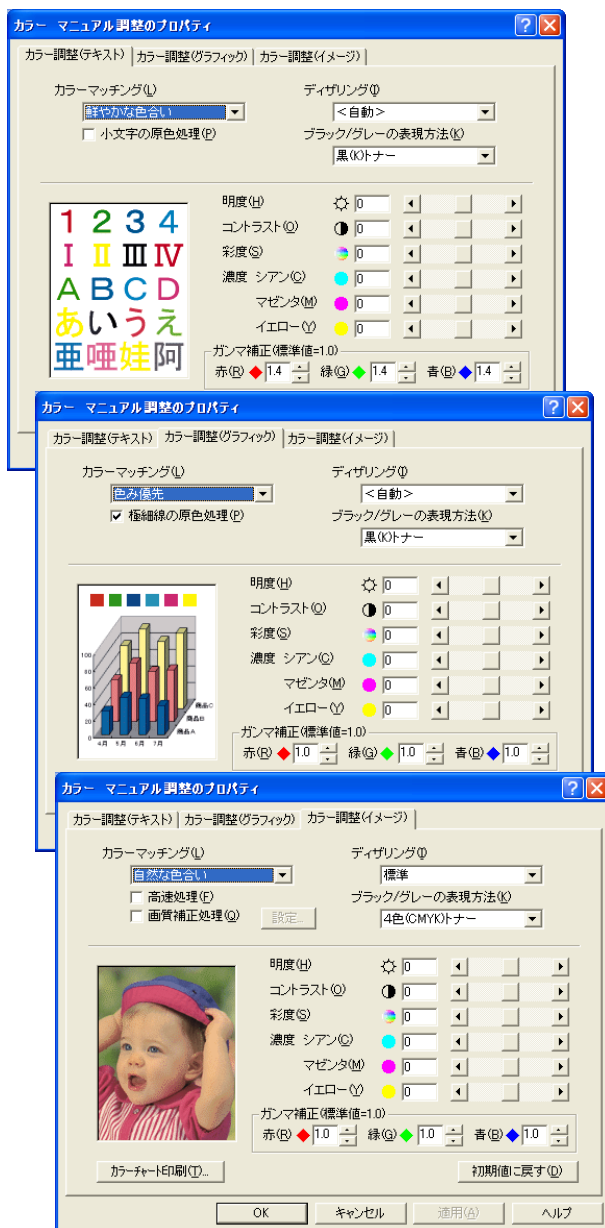 カラー マニュアル調整のプロパティ
カラー調整(テキスト) カラー調整(グラフィック) カラー調整(イメージ)
カラーマッチング(L) ディザリング(I)
鮮やかな色合い <自動>
小文字の原色処理(P) ブラック/グレーの表現方法(K)
黒(K)トナー
1 2 3 4
I II III IV
A B C D
あ い う え
亜 唖 娃 阿
明度(H) 0
コントラスト(O) 0
彩度(S) 0
濃度 シアン(C) 0
マゼンタ(M) 0
イエロー(Y) 0
ガンマ補正(標準値=1.0)
赤(R) 1.4 緑(G) 1.4 青(B) 1.4
カラー マニュアル調整のプロパティ
カラー調整(テキスト) カラー調整(グラフィック) カラー調整(イメージ)
カラーマッチング(L) ディザリング(I)
色み優先 <自動>
極細線の原色処理(P) ブラック/グレーの表現方法(K)
黒(K)トナー
100
80
60
40
20
0
4月 5月 6月 7月
商品A
商品B
商品C
明度(H) 0
コントラスト(O) 0
彩度(S) 0
濃度 シアン(C) 0
マゼンタ(M) 0
イエロー(Y) 0
ガンマ補正(標準値=1.0)
赤(R) 1.0 緑(G) 1.0 青(B) 1.0
カラー マニュアル調整のプロパティ
カラー調整(テキスト) カラー調整(グラフィック) カラー調整(イメージ)
カラーマッチング(L) ディザリング(I)
自然な色合い 標準
高速処理(F) ブラック/グレーの表現方法(K)
画質補正処理(Q) 設定... 4色(CMYK)トナー
明度(H) 0
コントラスト(O) 0
彩度(S) 0
濃度 シアン(C) 0
マゼンタ(M) 0
イエロー(Y) 0
ガンマ補正(標準値=1.0)
赤(R) 1.0 緑(G) 1.0 青(B) 1.0
カラーチャート印刷(T)... 初期値に戻す(D)
OK キャンセル 適用(A) ヘルプ